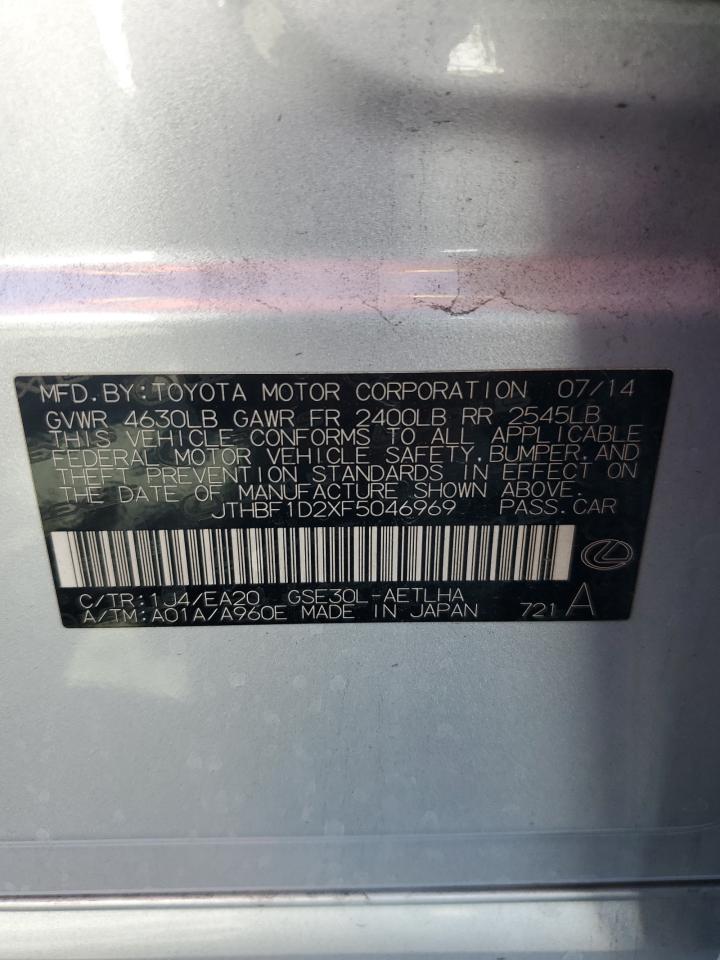 MFD.BY:TOYOTA MOTOR CORPORATION 07/14
GVWR 4630LB GAWR FR 2400LB RR 2545LB
THIS VEHICLE CONFORMS TO ALL APPLICABLE
FEDERAL MOTOR VEHICLE SAFETY,BUMPER,AND
THEFT PREVENTION STANDARDS IN EFFECT ON
THE DATE OF MANUFACTURE SHOWN ABOVE.
JTHBF1D2XF5046969 PASS.CAR
C/TR:1J4/EA20 GSE30L-AETLHA
A/TM:A01A/A960E MADE IN JAPAN 721 A